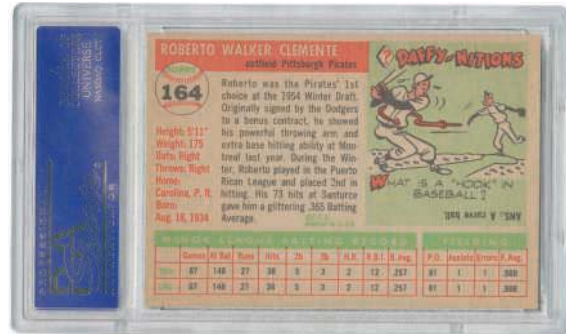 ROBERTO WALKER CLEMENTE
outfield Pittsburgh Pirates
TOPPS
164
Height: 5'11"
Weight: 175
Bats: Right
Throws: Right
Home:
Carolina, P. R.
Born:
Aug. 18, 1934
Roberto was the Pirates' 1st
choice at the 1954 Winter Draft.
Originally signed by the Dodgers
to a bonus contract, he showed
his powerful throwing arm and
extra base hitting ability at Mon-
treal last year. During the Win-
ter, Roberto played in the Puerto
Rican League and placed 2nd in
hitting. His 73 hits at Santurce
gave him a glittering .365 Batting
Average.
? DAFFY-NITIONS
WHAT IS A "HOOK" IN
BASEBALL?
ANS. A curve ball.
MAJOR LEAGUE BATTING RECORD FIELDING
Games At Bat Runs Hits 2b 3b H.R. R.B.I. B. Avg. P.O. Assists Errors F. Avg.
87 148 27 38 5 3 2 12 .257 81 1 1
87 148 27 38 5 3 2 12 .257 81 1 1
COLLECTORS
UNIVERSE
NASDAQ: CLCT
PSA